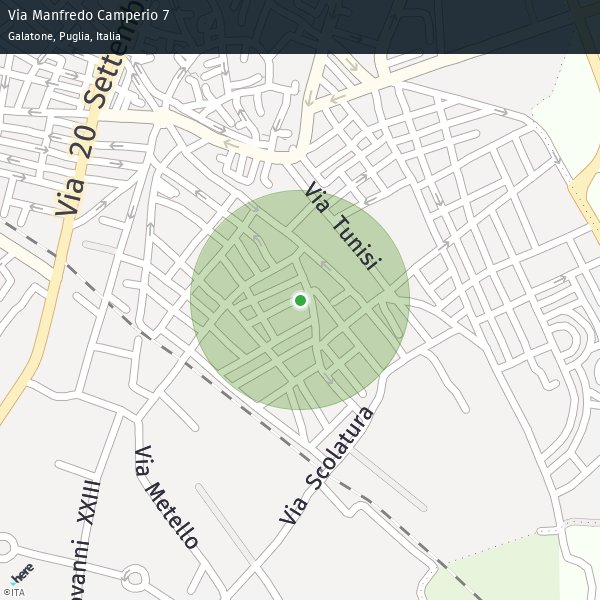 Via Manfredo Camperio 7
Galatone, Puglia, Italia
Via 20 Settemb
Via Tunisi
Via Scolatura
Via Metello
ovanni XXIII
here
©ITA